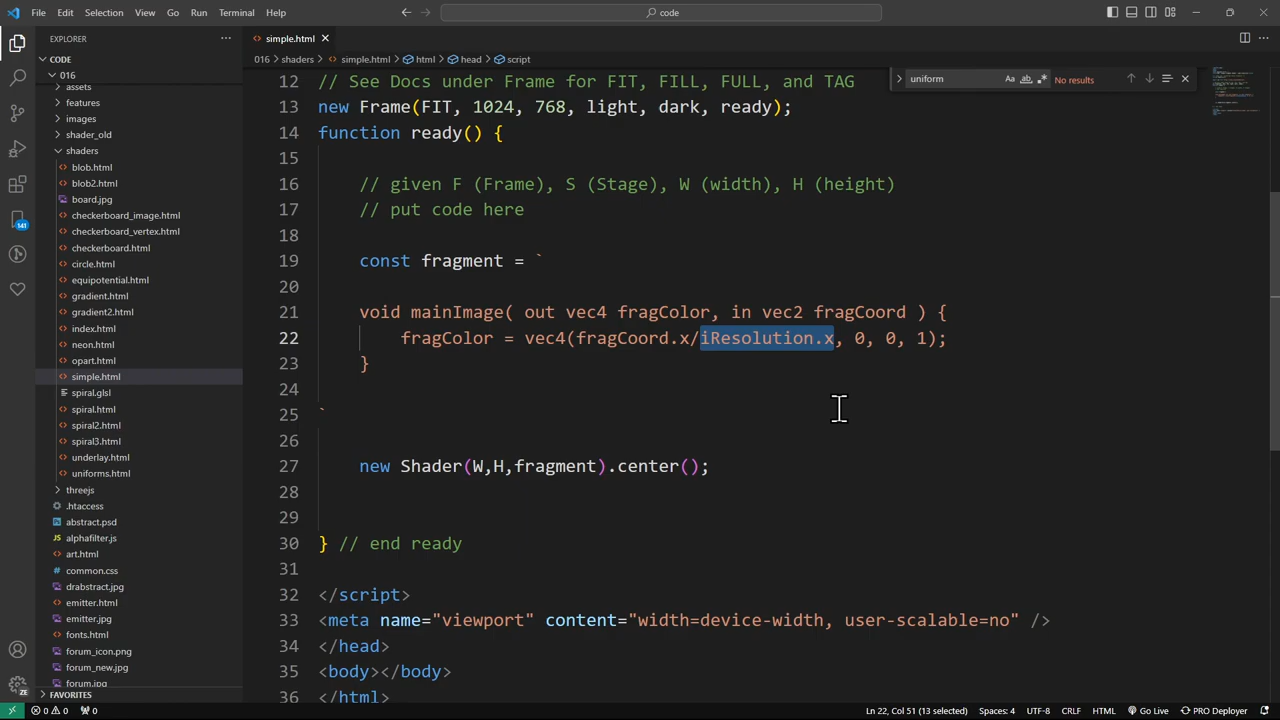 File Edit Selection View Go Run Terminal Help
code
EXPLORER
simple.html
CODE
016 shaders simple.html html head script
016
assets
features
images
shader_old
shaders
blob.html
blob2.html
board.jpg
checkerboard_image.html
checkerboard_vertex.html
checkerboard.html
circle.html
equipotential.html
gradient.html
gradient2.html
index.html
neon.html
opart.html
simple.html
spiral.glsl
spiral.html
spiral2.html
spiral3.html
underlay.html
uniforms.html
threejs
.htaccess
abstract.psd
alphafilter.js
art.html
common.css
drabstract.jpg
emitter.html
emitter.jpg
fonts.html
forum_icon.png
forum_new.jpg
forum.jpg
FAVORITES
141
ZE
uniform Aa ab No results
12 // See Docs under Frame for FIT, FILL, FULL, and TAG
13 new Frame(FIT, 1024, 768, light, dark, ready);
14 function ready() {
15
16 // given F (Frame), S (Stage), W (width), H (height)
17 // put code here
18
19 const fragment = `
20
21 void mainImage( out vec4 fragColor, in vec2 fragCoord ) {
22 fragColor = vec4(fragCoord.x/iResolution.x, 0, 0, 1);
23 }
24
25 `
26
27 new Shader(W,H,fragment).center();
28
29
30 } // end ready
31
32 </script>
33 <meta name="viewport" content="width=device-width, user-scalable=no" />
34 </head>
35 <body></body>
36 </html>
0 0 0 Ln 22, Col 51 (13 selected) Spaces: 4 UTF-8 CRLF HTML Go Live PRO Deployer